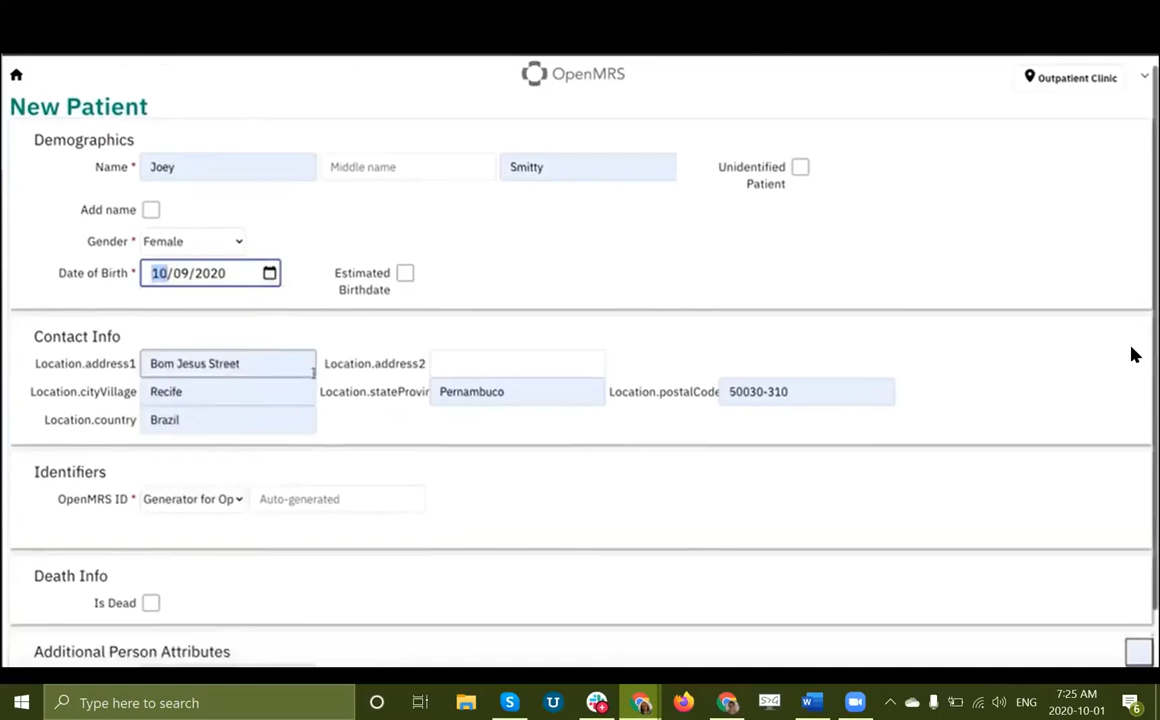 OpenMRS
Outpatient Clinic
New Patient
Demographics
Name * Joey Middle name Smitty Unidentified
Patient
Add name
Gender * Female
Date of Birth * 10/09/2020 Estimated
Birthdate
Contact Info
Location.address1 Bom Jesus Street Location.address2
Location.cityVillage Recife Location.stateProvir Pernambuco Location.postalCode 50030-310
Location.country Brazil
Identifiers
OpenMRS ID * Generator for Op Auto-generated
Death Info
Is Dead
Additional Person Attributes
Type here to search
ENG
7:25 AM
2020-10-01
6